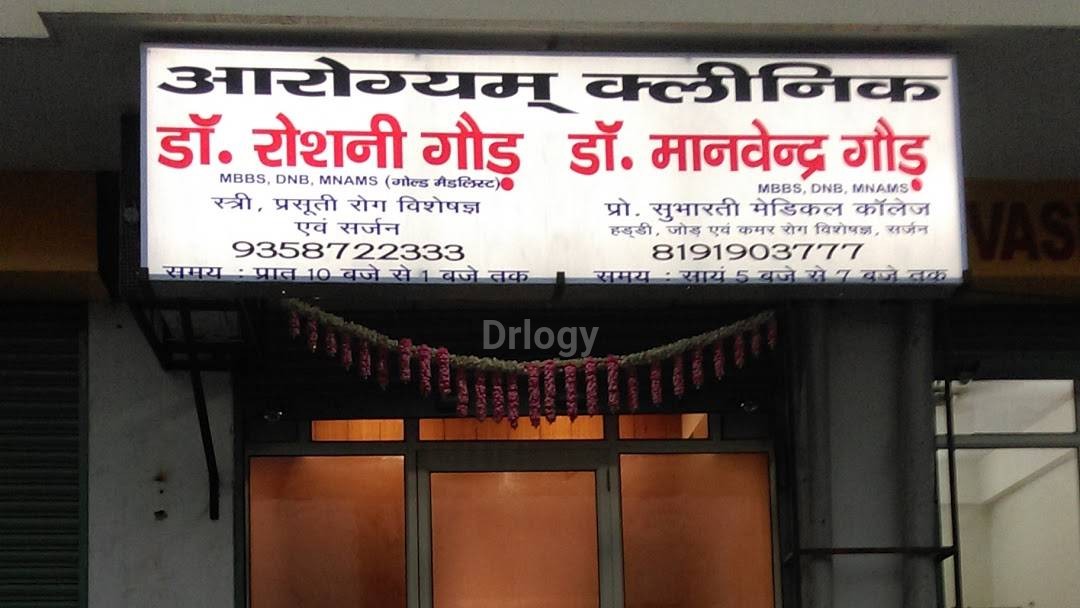 आरोग्यम् क्लीनिक
डॉ. रोशनी गौड़
MBBS, DNB, MNAMS (गोल्ड मैडलिस्ट)
स्त्री, प्रसूती रोग विशेषज्ञ
एवं सर्जन
9358722333
समय : प्रात 10 बजे से 1 बजे तक
डॉ. मानवेन्द्र गौड़
MBBS, DNB, MNAMS
प्रो. सुभारती मेडिकल कॉलेज
हड्डी, जोड़ एवं कमर रोग विशेषज्ञ, सर्जन
8191903777
समय : सायं 5 बजे से 7 बजे तक
Drlogy